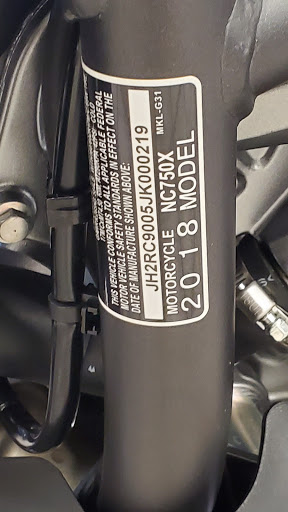 THIS VEHICLE CONFORMS TO ALL APPLICABLE FEDERAL
MOTOR VEHICLE SAFETY STANDARDS IN EFFECT ON THE
DATE OF MANUFACTURE SHOWN ABOVE:
JH2RC9005JK000219
MOTORCYCLE NC750X MKL-G31
2018 MODEL